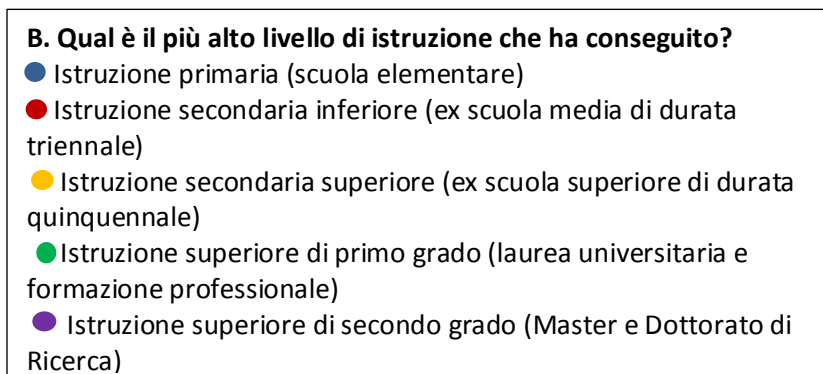 B. Qual è il più alto livello di istruzione che ha conseguito?
Istruzione primaria (scuola elementare)
Istruzione secondaria inferiore (ex scuola media di durata
triennale)
Istruzione secondaria superiore (ex scuola superiore di durata
quinquennale)
Istruzione superiore di primo grado (laurea universitaria e
formazione professionale)
Istruzione superiore di secondo grado (Master e Dottorato di
Ricerca)